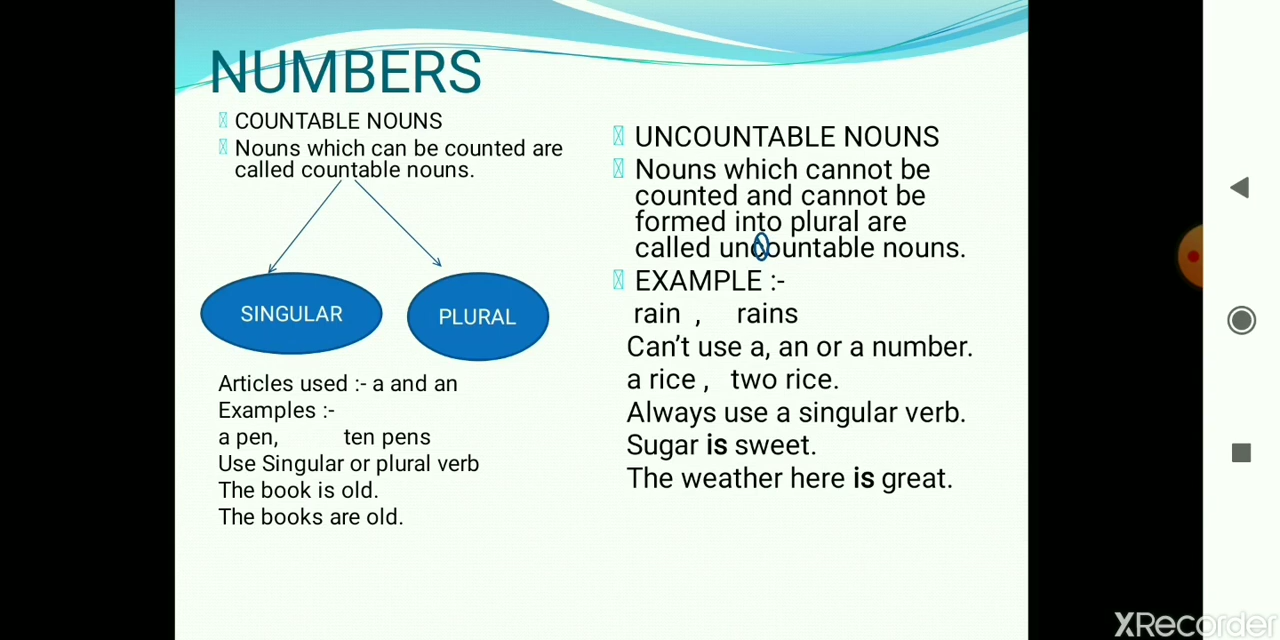 NUMBERS
COUNTABLE NOUNS
Nouns which can be counted are
called countable nouns.
SINGULAR
PLURAL
Articles used :- a and an
Examples :-
a pen, ten pens
Use Singular or plural verb
The book is old.
The books are old.
UNCOUNTABLE NOUNS
Nouns which cannot be
counted and cannot be
formed into plural are
called uncountable nouns.
EXAMPLE :-
rain , rains
Can't use a, an or a number.
a rice , two rice.
Always use a singular verb.
Sugar is sweet.
The weather here is great.
XRecorder